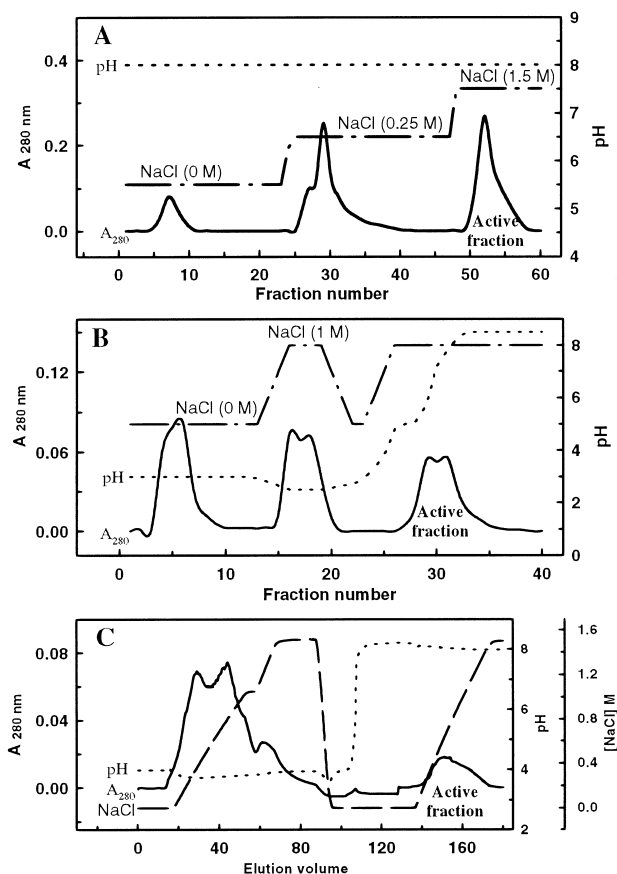 A
9
0.4
pH
8
NaCl (1.5 M)
NaCl (0.25 M)
7
A 280 nm
0.2
pH
NaCl (0 M)
6
0.0
A280
Active
fraction
5
4
0 10 20 30 40 50 60
Fraction number
B
NaCl (1 M)
8
0.12
NaCl (0 M)
6
A 280 nm
0.06
pH
pH
4
2
0.00
A280
Active
fraction
0
0 10 20 30 40
Fraction number
C
1.6
0.08
8
1.2
A 280 nm
0.04
6
pH
0.8
[NaCl] M
pH
4
0.4
0.00
A280
NaCl
Active
fraction
0.0
2
0 40 80 120 160
Elution volume